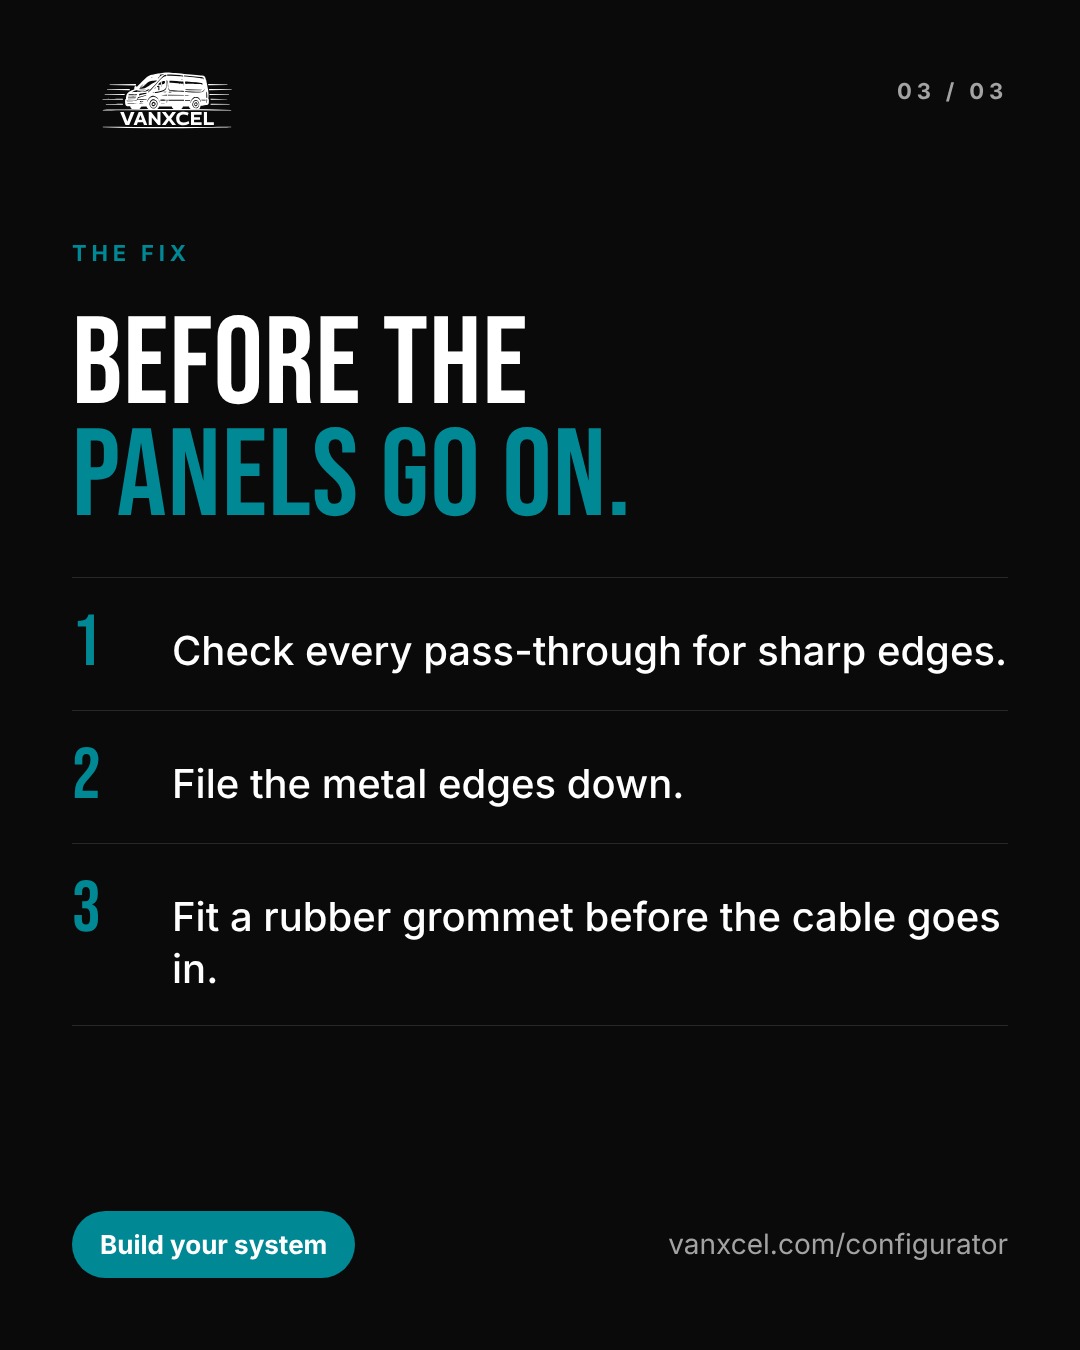 VANXCEL
03 / 03
THE FIX
BEFORE THE
PANELS GO ON.
1 Check every pass-through for sharp edges.
2 File the metal edges down.
3 Fit a rubber grommet before the cable goes
in.
Build your system
vanxcel.com/configurator